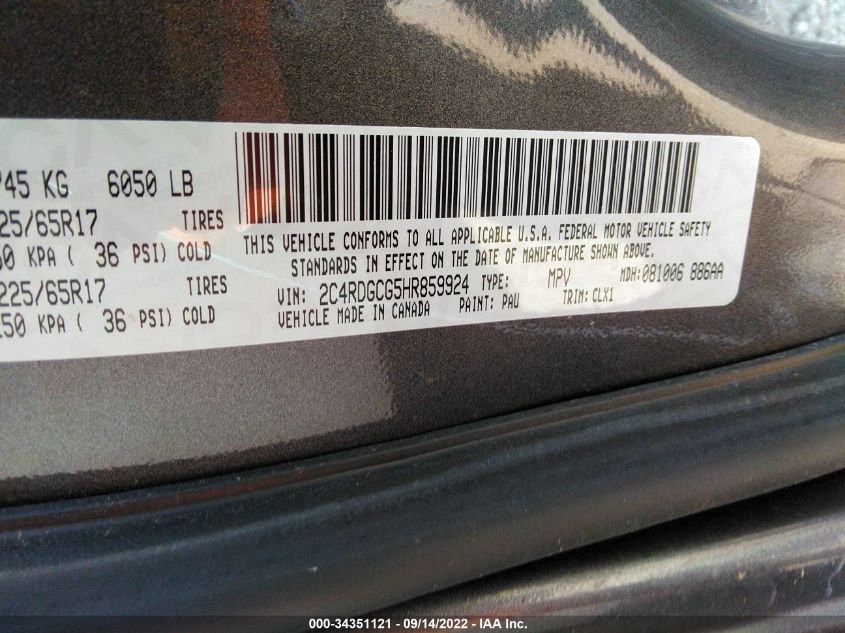 745 KG 6050 LB
25/65R17 TIRES
50 KPA ( 36 PSI) COLD
225/65R17 TIRES
250 KPA ( 36 PSI) COLD
THIS VEHICLE CONFORMS TO ALL APPLICABLE U.S.A. FEDERAL MOTOR VEHICLE SAFETY
STANDARDS IN EFFECT ON THE DATE OF MANUFACTURE SHOWN ABOVE.
VIN: 2C4RDGCG5HR859924 TYPE: MPV MDH:081006 886AA
VEHICLE MADE IN CANADA PAINT: PAU TRIM: CLX1
000-34351121 - 09/14/2022 - IAA Inc.